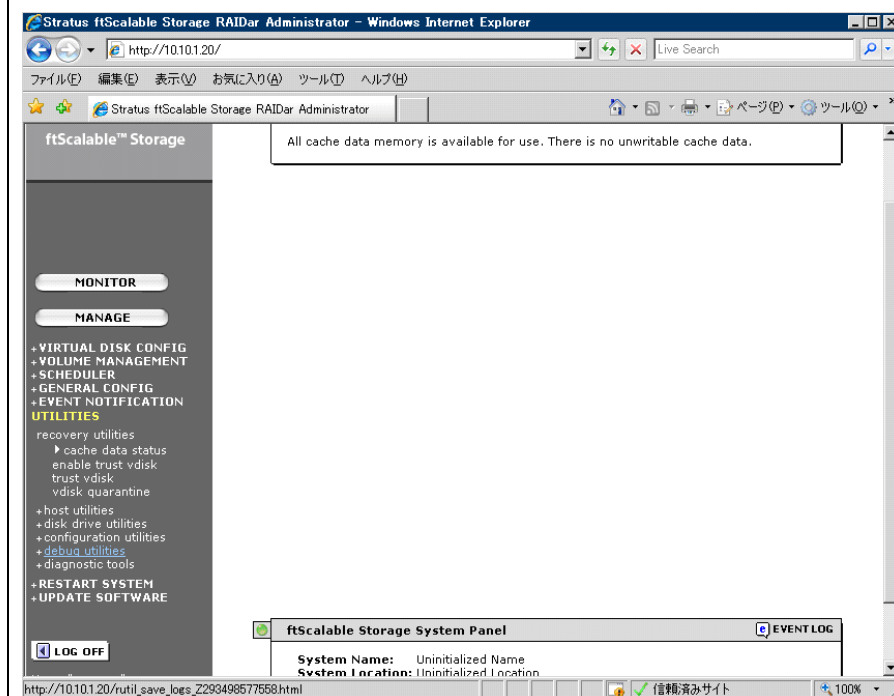 Stratus ftScalable Storage RAIDar Administrator - Windows Internet Explorer
http://10.10.1.20/
Live Search
ファイル(F) 編集(E) 表示(V) お気に入り(A) ツール(T) ヘルプ(H)
Stratus ftScalable Storage RAIDar Administrator
ページ(P) ツール(O) »
ftScalable™ Storage
All cache data memory is available for use. There is no unwritable cache data.
MONITOR
MANAGE
+VIRTUAL DISK CONFIG
+VOLUME MANAGEMENT
+SCHEDULER
+GENERAL CONFIG
+EVENT NOTIFICATION
UTILITIES
recovery utilities
cache data status
enable trust vdisk
trust vdisk
vdisk quarantine
+host utilities
+disk drive utilities
+configuration utilities
+debug utilities
+diagnostic tools
+RESTART SYSTEM
+UPDATE SOFTWARE
LOG OFF
ftScalable Storage System Panel
e EVENT LOG
System Name: Uninitialized Name
System Location: Uninitialized Location
http://10.10.1.20/rutil_save_logs_Z293498577558.html
信頼済みサイト
100%